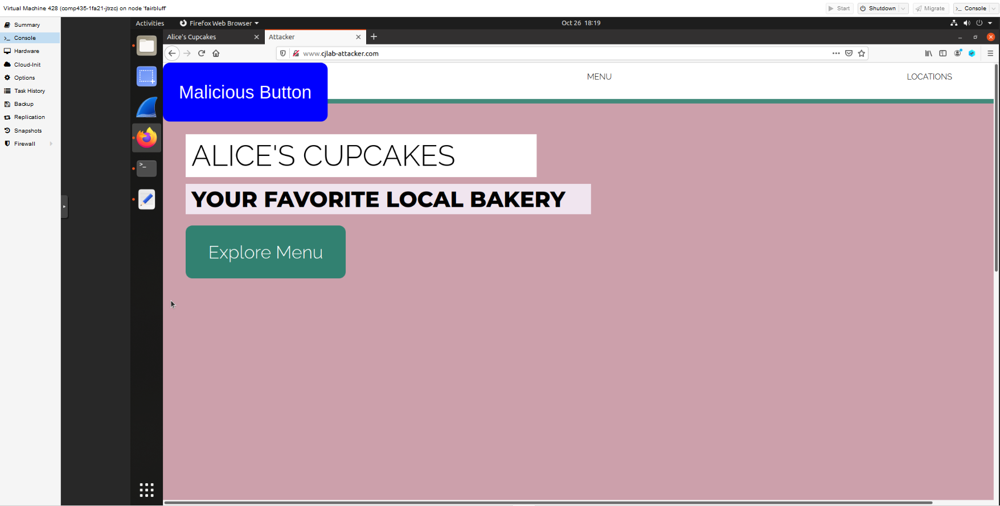 Virtual Machine 428 (comp435-1fa21-jtrzc) on node 'fairbluff'
Start
Shutdown
Migrate
Console
Summary
Console
Hardware
Cloud-Init
Options
Task History
Backup
Replication
Snapshots
Firewall
Activities
Firefox Web Browser
Oct 26 18:19
Alice's Cupcakes
Attacker
www.cjlab-attacker.com
Malicious Button
MENU
LOCATIONS
ALICE'S CUPCAKES
YOUR FAVORITE LOCAL BAKERY
Explore Menu